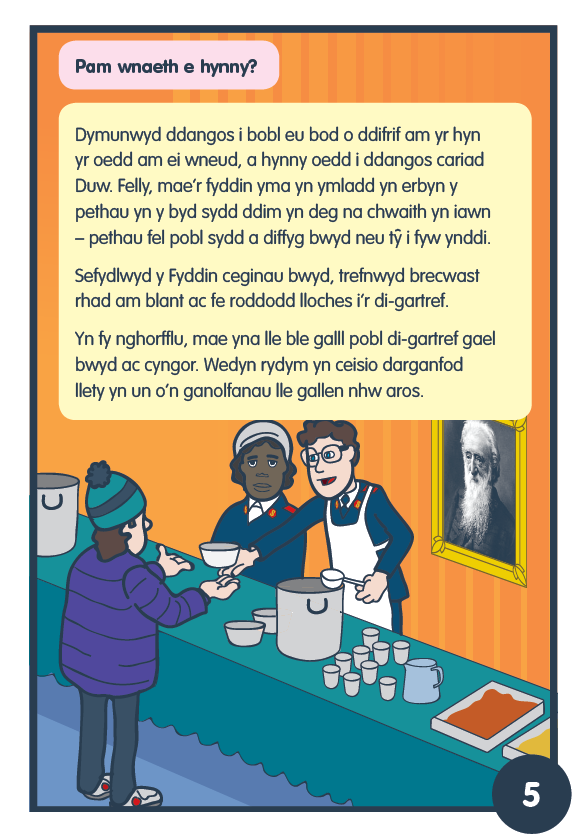 Pam wnaeth e hynny?
Dymunwyd ddangos i bobl eu bod o ddifrif am yr hyn
yr oedd am ei wneud, a hynny oedd i ddangos cariad
Duw. Felly, mae'r fyddin yma yn ymladd yn erbyn y
pethau yn y byd sydd ddim yn deg na chwaith yn iawn
– pethau fel pobl sydd a diffyg bwyd neu tŷ i fyw ynddi.
Sefydlwyd y Fyddin ceginau bwyd, trefnwyd brecwast
rhad am blant ac fe roddodd lloches i'r di-gartref.
Yn fy nghorfflu, mae yna lle ble galll pobl di-gartref gael
bwyd ac cyngor. Wedyn rydym yn ceisio darganfod
llety yn un o'n ganolfanau lle gallen nhw aros.
5